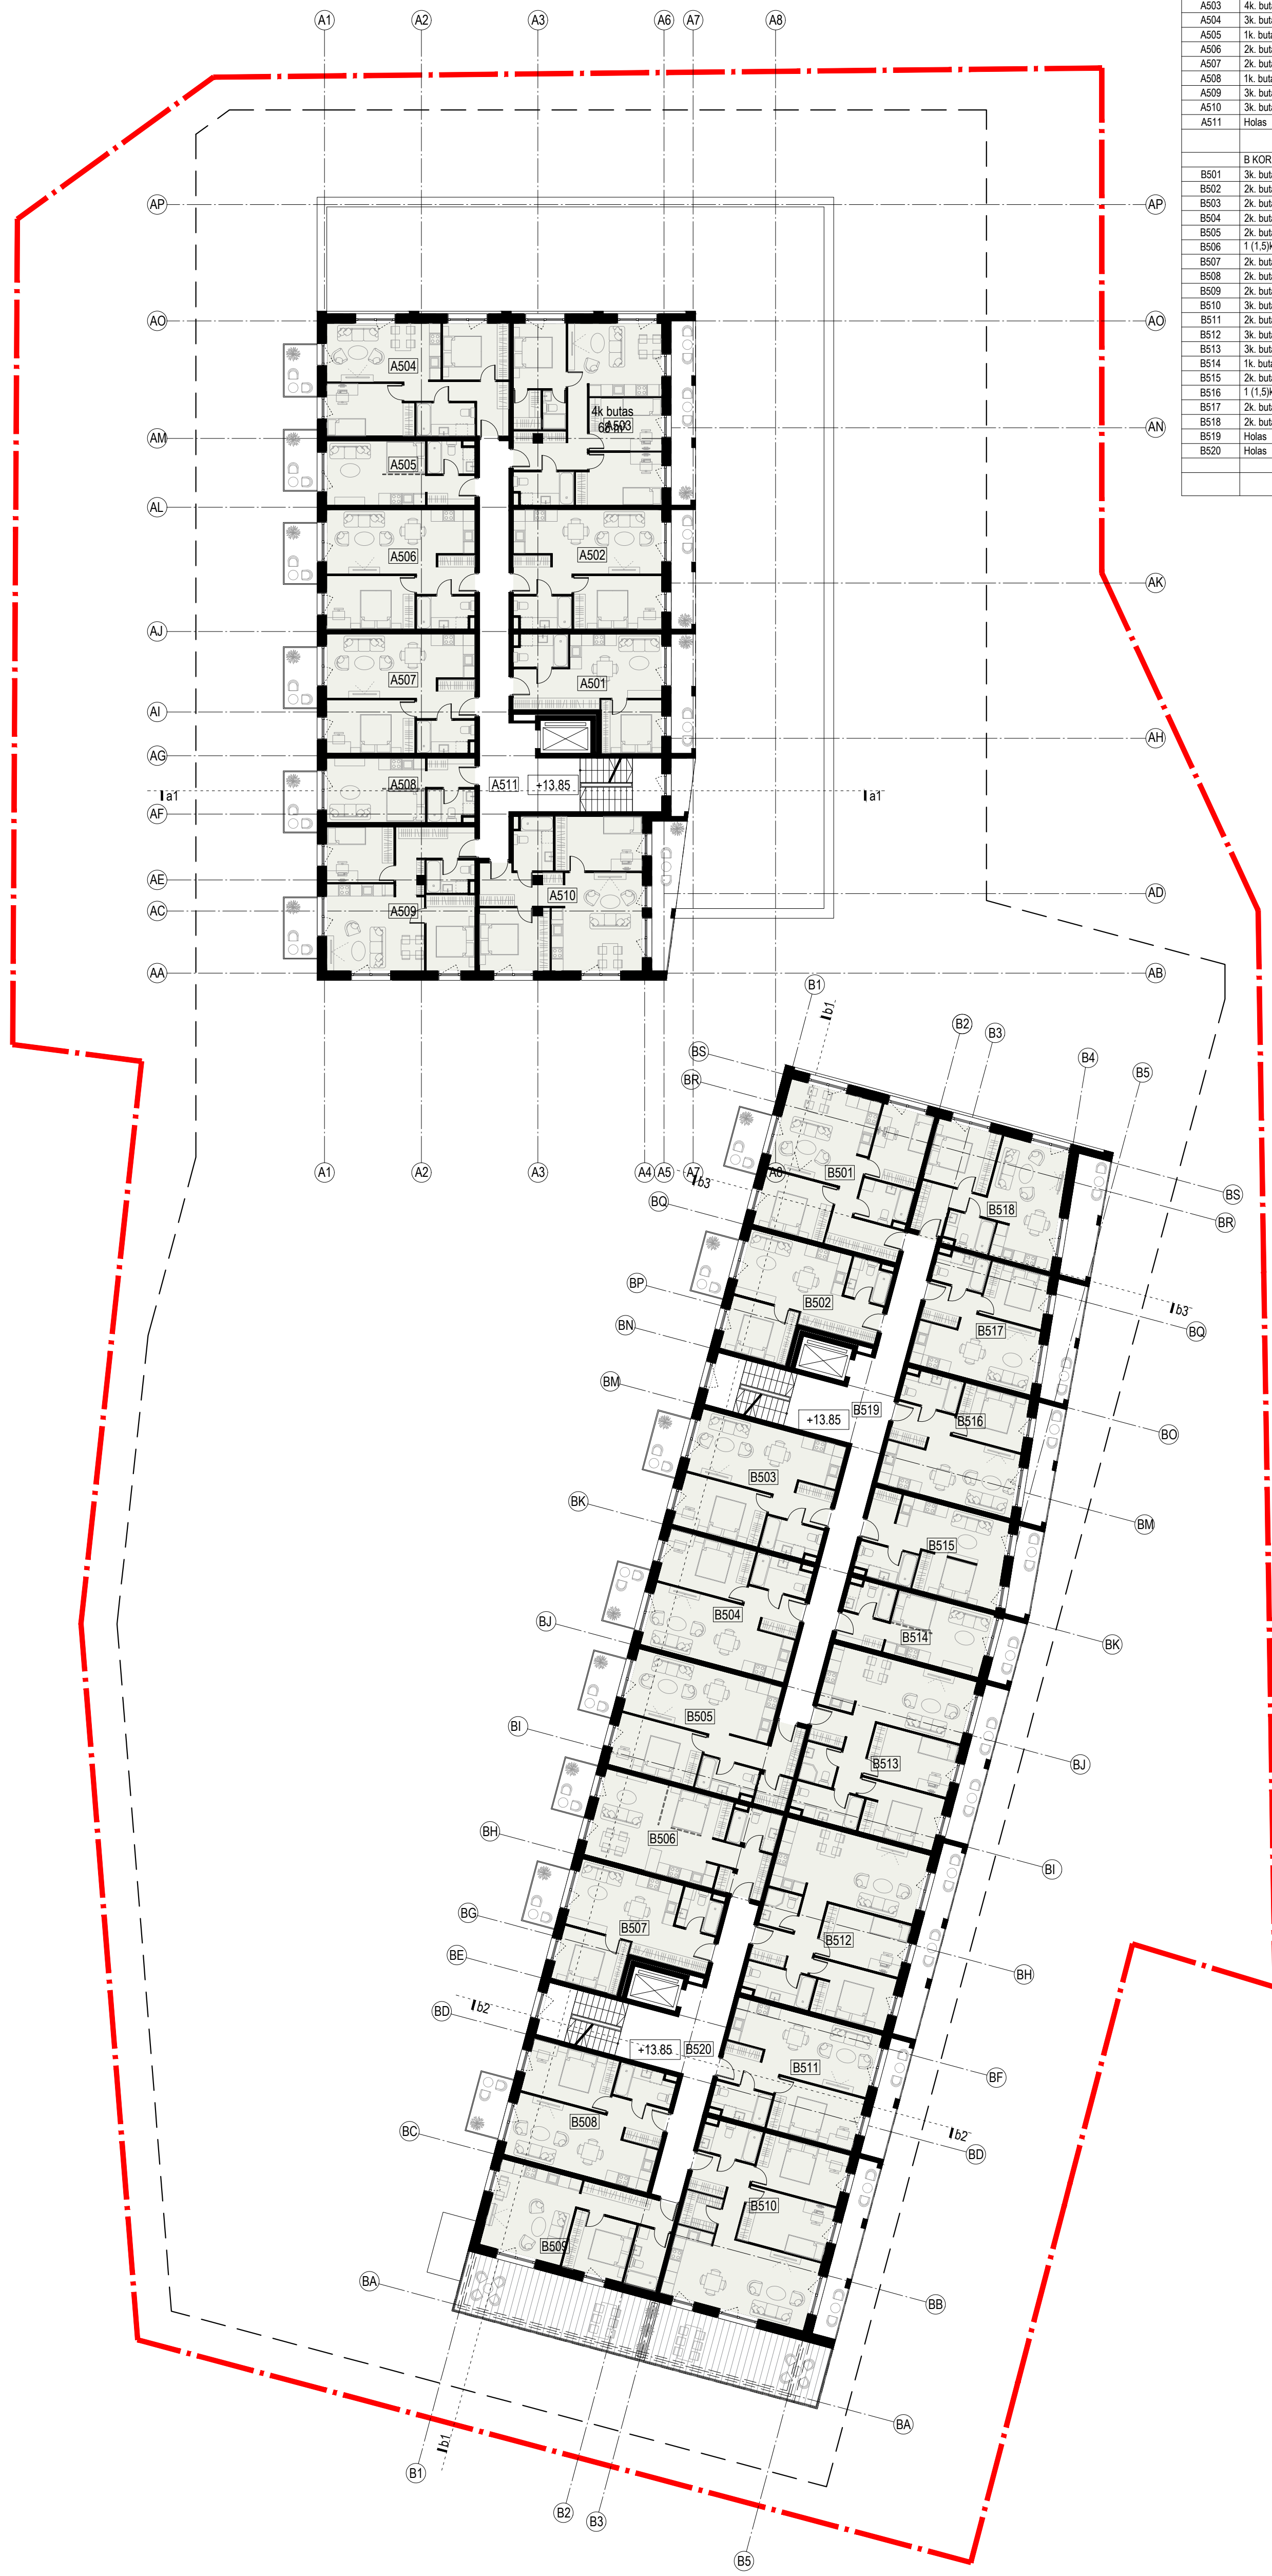 A1 A2 A3 A6 A7 A8
A503 4k. but
A504 3k. but
A505 1k. but
A506 2k. but
A507 2k. but
A508 1k. but
A509 3k. but
A510 3k. but
A511 Holas
B KOR
B501 3k. but
B502 2k. but
B503 2k. but
B504 2k. but
B505 2k. but
B506 1 (1,5)k
B507 2k. but
B508 2k. but
B509 2k. but
B510 3k. but
B511 2k. but
B512 3k. but
B513 3k. but
B514 1k. but
B515 2k. but
B516 1 (1,5)k
B517 2k. but
B518 2k. but
B519 Holas
B520 Holas
AP AP
AO AO
A504
4k butas
A503
AM AN
A505
AL
A506 A502
AK
AJ
A507 A501
AI
AH
AG
A508 A511 +13.85
a1 a1
AF
AE
A510 AD
AC A509
AA AB
B1
b1
B2
B3
BS B4
BR B5
A1 A2 A3 A4 A5 A7 A8
b3
B501
BS
BQ B518 BR
BP B502
b3
BN B517 BQ
BM
B519 B516
+13.85 BO
B503
BK BM
B515
B504 B514
BJ BK
B505
BI B513 BJ
BH B506
BI
BG B507
B512
BE BH
b2
BD
+13.85 B520
B511 BF
B508
BC b2
BD
B510
B509
BA
BB
BA
b1
B1
B2
B3
B5